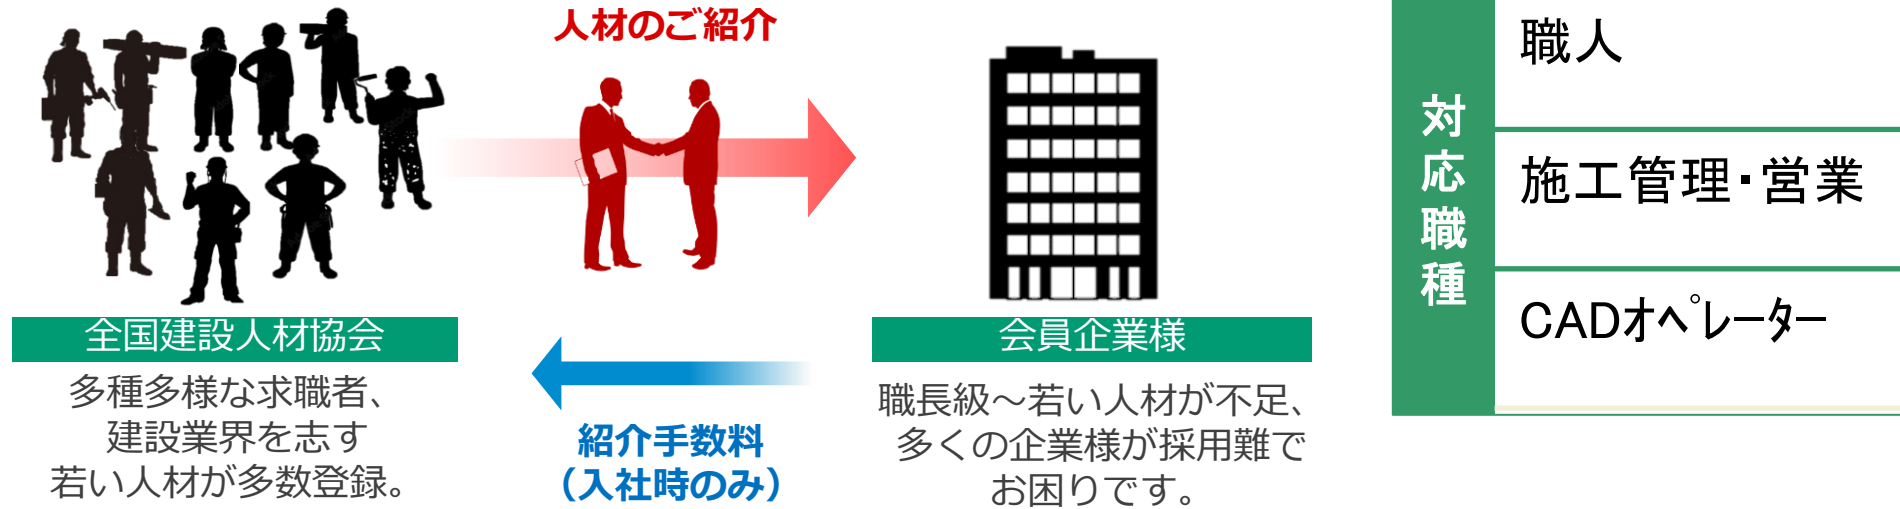 人材のご紹介
全国建設人材協会
多種多様な求職者、
建設業界を志す
若い人材が多数登録。
紹介手数料
（入社時のみ）
会員企業様
職長級～若い人材が不足、
多くの企業様が採用難で
お困りです。
対応職種
職人
施工管理・営業
CADオペレーター